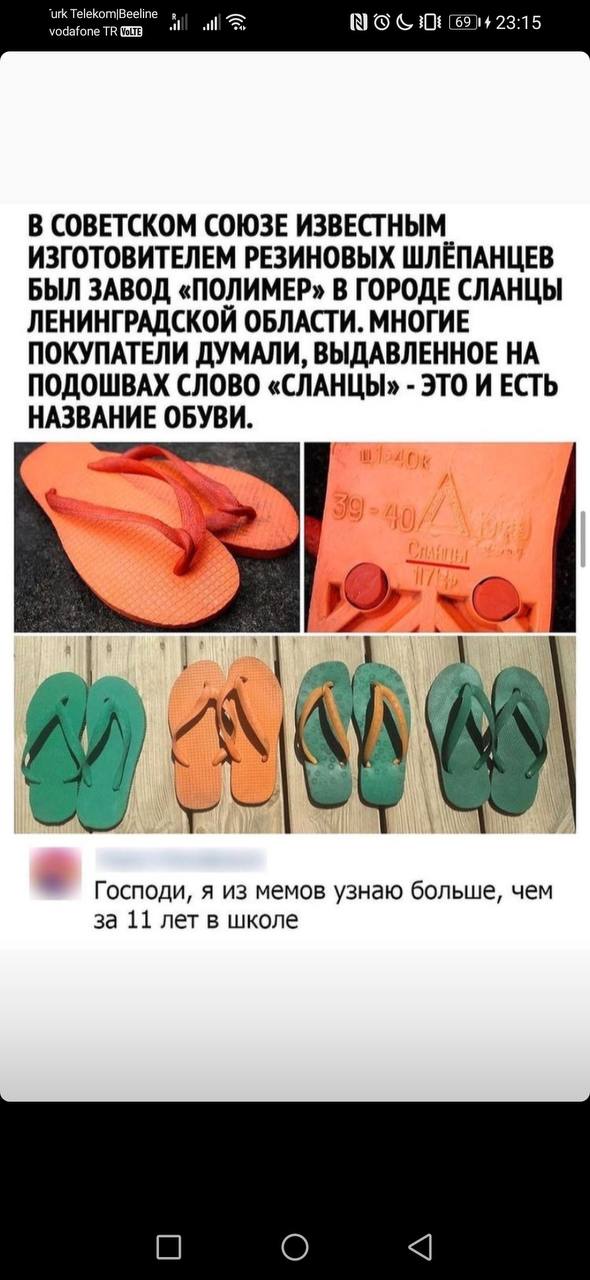 urk Telekom|Beeline
vodafone TR VoLTE
R
69
23:15
В СОВЕТСКОМ СОЮЗЕ ИЗВЕСТНЫМ
ИЗГОТОВИТЕЛЕМ РЕЗИНОВЫХ ШЛЁПАНЦЕВ
БЫЛ ЗАВОД «ПОЛИМЕР» В ГОРОДЕ СЛАНЦЫ
ЛЕНИНГРАДСКОЙ ОБЛАСТИ. МНОГИЕ
ПОКУПАТЕЛИ ДУМАЛИ, ВЫДАВЛЕННОЕ НА
ПОДОШВАХ СЛОВО «СЛАНЦЫ» - ЭТО И ЕСТЬ
НАЗВАНИЕ ОБУВИ.
39-40
Сланцы
Господи, я из мемов узнаю больше, чем
за 11 лет в школе